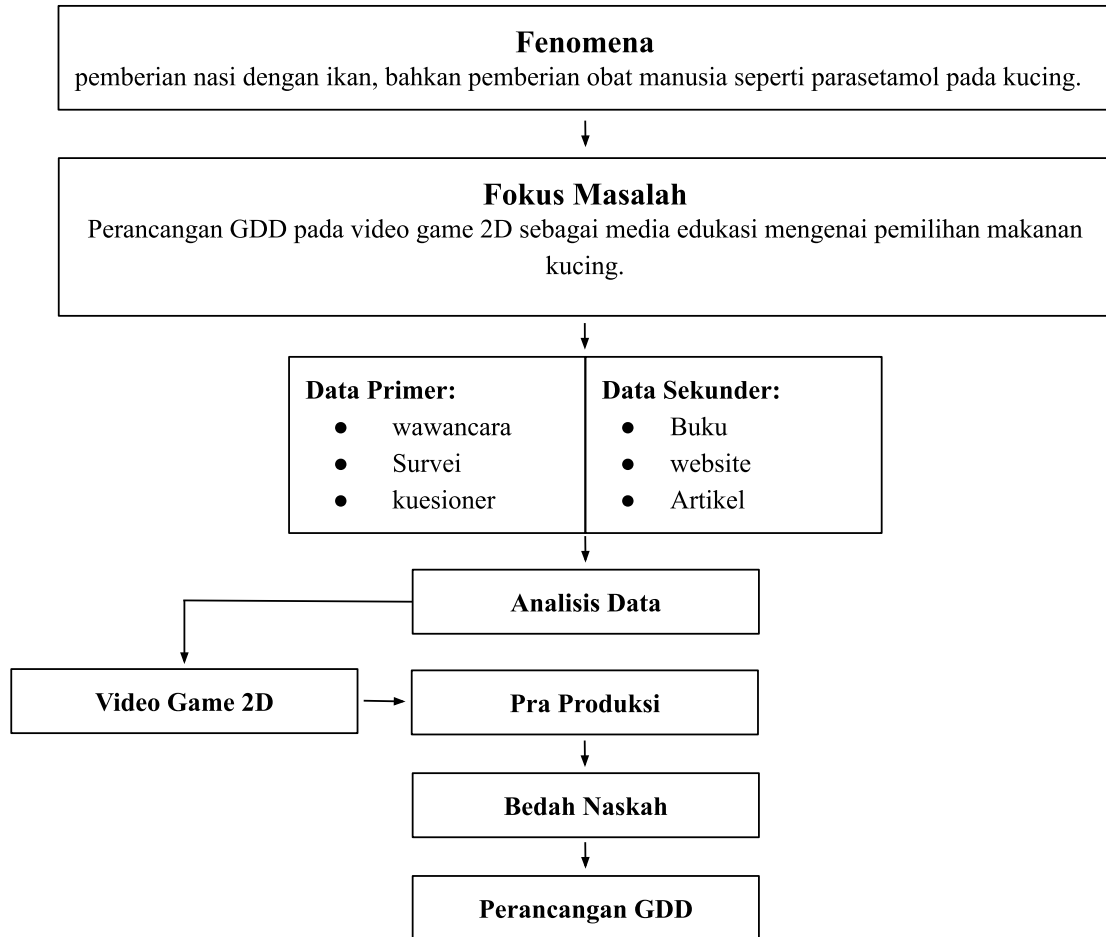 Fenomena
pemberian nasi dengan ikan, bahkan pemberian obat manusia seperti parasetamol pada kucing.
Fokus Masalah
Perancangan GDD pada video game 2D sebagai media edukasi mengenai pemilihan makanan
kucing.
Data Primer:
● wawancara
● Survei
● kuesioner
Data Sekunder:
● Buku
● website
● Artikel
Analisis Data
Video Game 2D
Pra Produksi
Bedah Naskah
Perancangan GDD